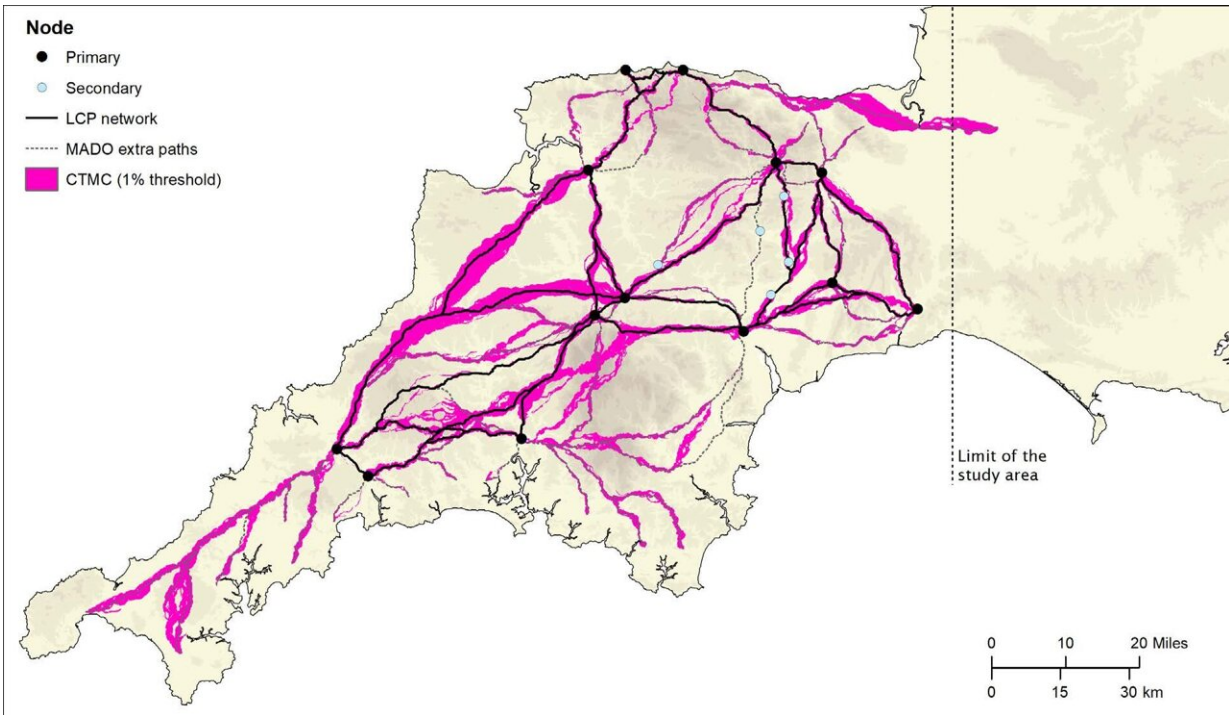 Node
Primary
Secondary
LCP network
MADO extra paths
CTMC (1% threshold)
Limit of the
study area
0 10 20 Miles
0 15 30 km